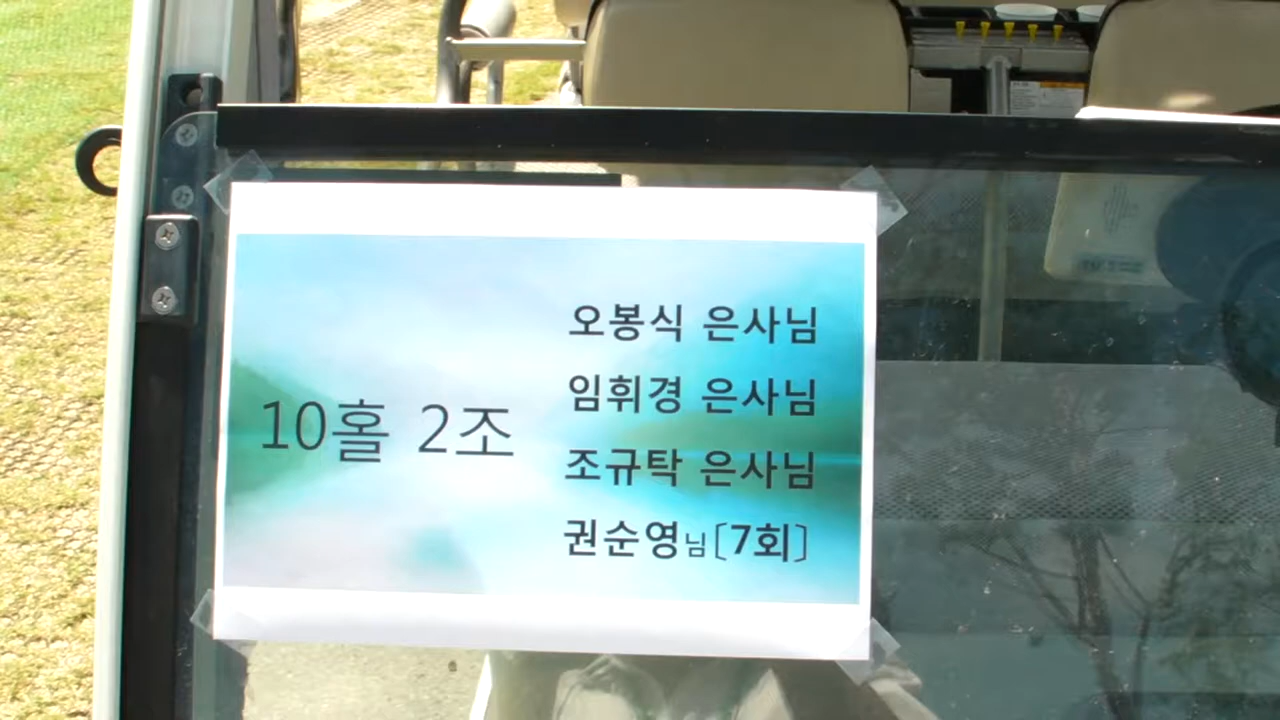 10홀 2조
오봉식 은사님
임휘경 은사님
조규탁 은사님
권순영님[7회]